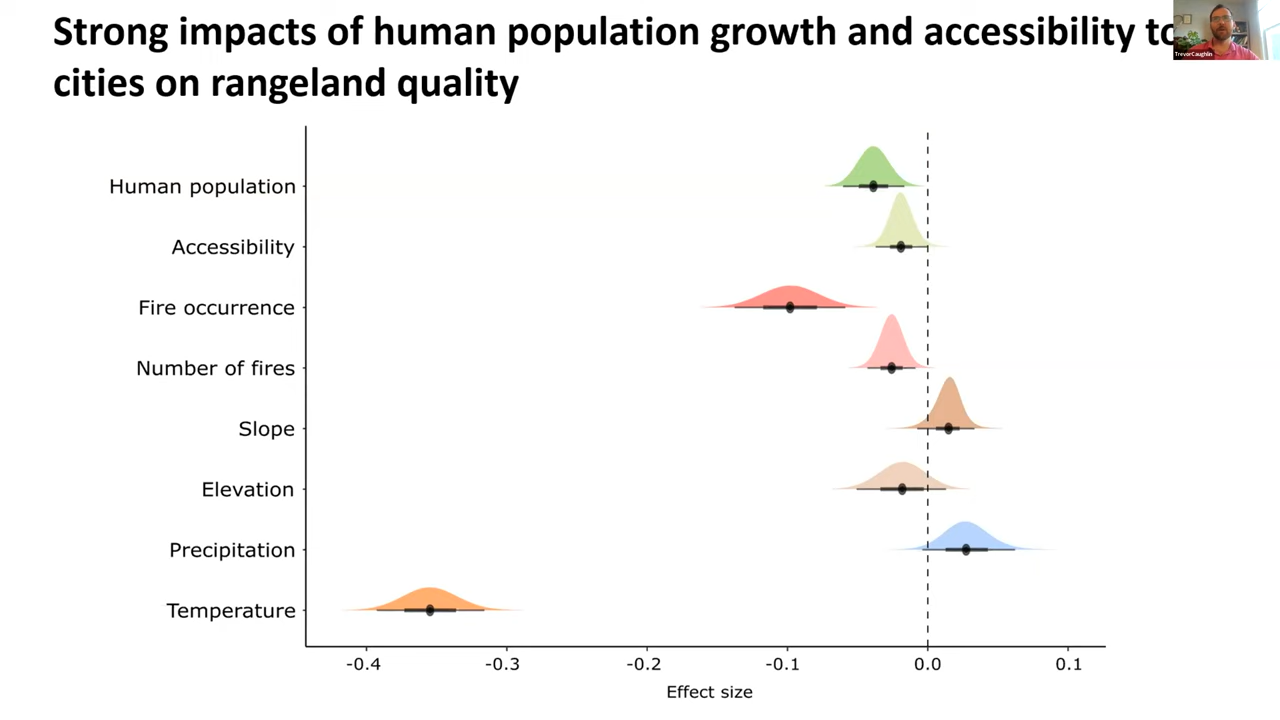 Strong impacts of human population growth and accessibility to
cities on rangeland quality
TrevorCaughlin
Human population
Accessibility
Fire occurrence
Number of fires
Slope
Elevation
Precipitation
Temperature
-0.4 -0.3 -0.2 -0.1 0.0 0.1
Effect size